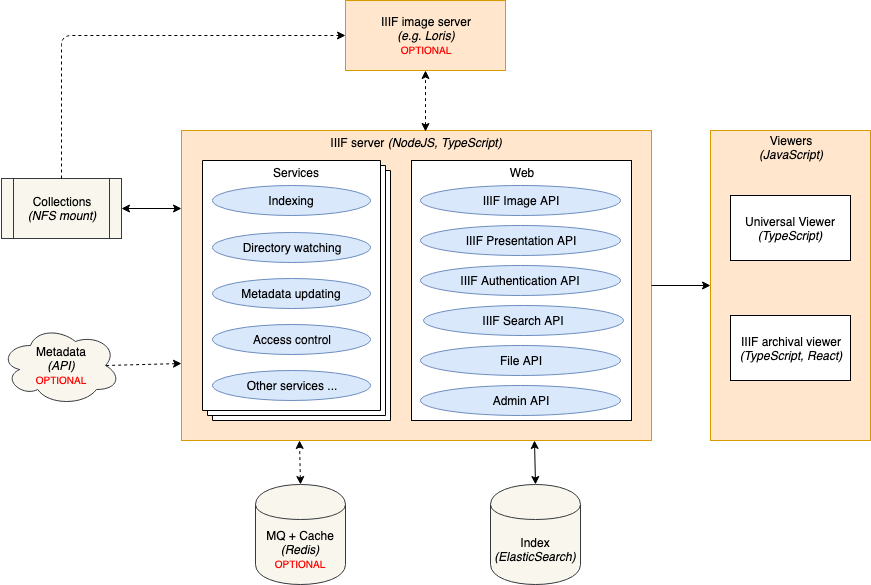 IIIF image server
(e.g. Loris)
OPTIONAL
IIIF server (NodeJS, TypeScript)
Services
Indexing
Directory watching
Metadata updating
Access control
Other services ...
Web
IIIF Image API
IIIF Presentation API
IIIF Authentication API
IIIF Search API
File API
Admin API
Viewers
(JavaScript)
Universal Viewer
(TypeScript)
IIIF archival viewer
(TypeScript, React)
Collections
(NFS mount)
Metadata
(API)
OPTIONAL
MQ + Cache
(Redis)
OPTIONAL
Index
(ElasticSearch)